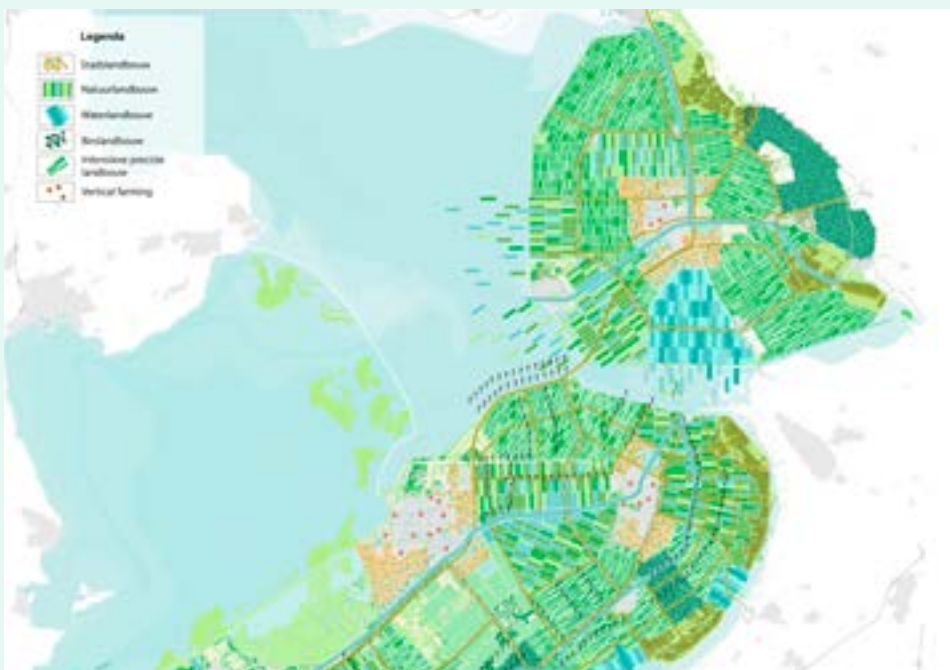 Legenda
Stadslandbouw
Natuurlandbouw
Waterlandbouw
Boslandbouw
Intensieve precisie
landbouw
Vertical farming